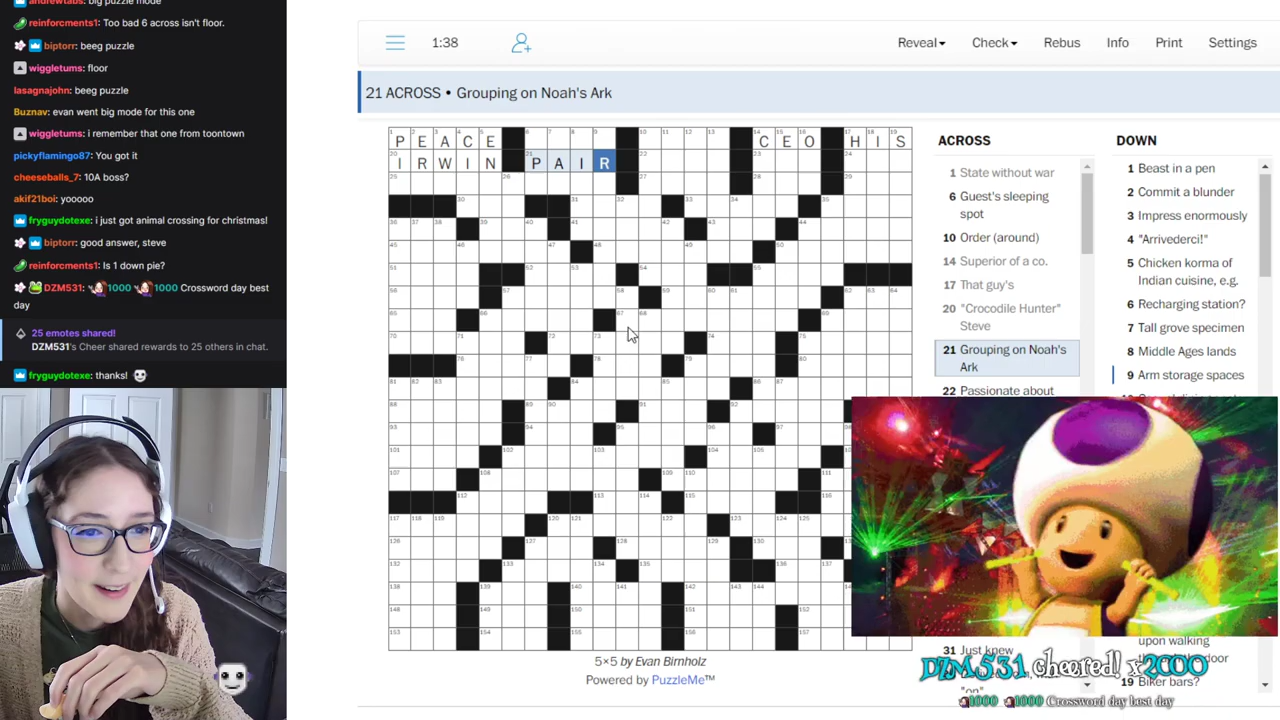 andrewtabs: big puzzle mode
reinforcments1: Too bad 6 across isn't floor.
biptorr: beeg puzzle
wiggletums: floor
lasagnajohn: beeg puzzle
Buznav: evan went big mode for this one
wiggletums: i remember that one from toontown
pickyflamingo87: You got it
cheeseballs_7: 10A boss?
akif21boi: yooooo
fryguydotexe: i just got animal crossing for christmas!
biptorr: good answer, steve
reinforcments1: Is 1 down pie?
DZM531: 1000 1000 Crossword day best
day
25 emotes shared!
DZM531's Cheer shared rewards to 25 others in chat.
fryguydotexe: thanks!
1:38
Reveal
Check
Rebus
Info
Print
Settings
21 ACROSS • Grouping on Noah's Ark
P E A C E
C E O
H I S
I R W I N
P A I R
5×5 by Evan Birnholz
Powered by PuzzleMe™
ACROSS
1 State without war
6 Guest's sleeping
spot
10 Order (around)
14 Superior of a co.
17 That guy's
20 "Crocodile Hunter"
Steve
21 Grouping on Noah's
Ark
22 Passionate about
31 Just knew
on"
DOWN
1 Beast in a pen
2 Commit a blunder
3 Impress enormously
4 "Arrivederci!"
5 Chicken korma of
Indian cuisine, e.g.
6 Recharging station?
7 Tall grove specimen
8 Middle Ages lands
9 Arm storage spaces
upon walking
door
19 Biker bars?
DZM531 cheered! x2000
1000 1000 Crossword day best day